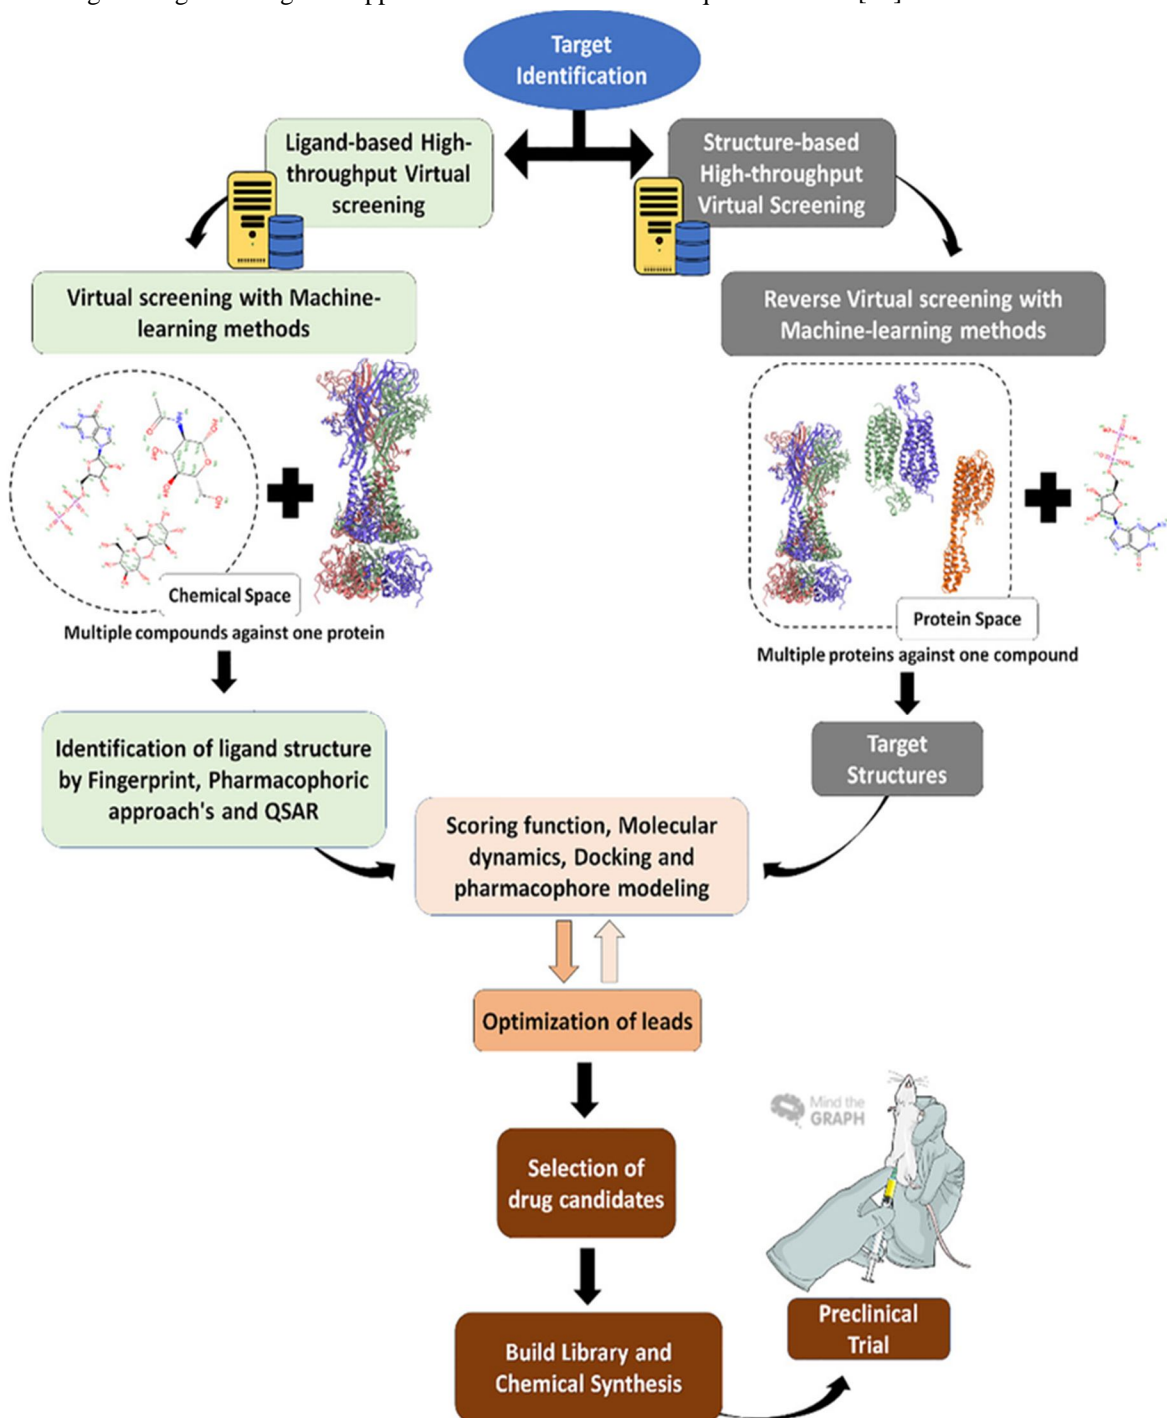 Target
Identification
Ligand-based High-
throughput Virtual
screening
Structure-based
High-throughput
Virtual Screening
Virtual screening with Machine-
learning methods
Reverse Virtual screening with
Machine-learning methods
Chemical Space
Multiple compounds against one protein
Protein Space
Multiple proteins against one compound
Identification of ligand structure
by Fingerprint, Pharmacophoric
approach's and QSAR
Target
Structures
Scoring function, Molecular
dynamics, Docking and
pharmacophore modeling
Optimization of leads
Mind the
GRAPH
Selection of
drug candidates
Preclinical
Trial
Build Library and
Chemical Synthesis